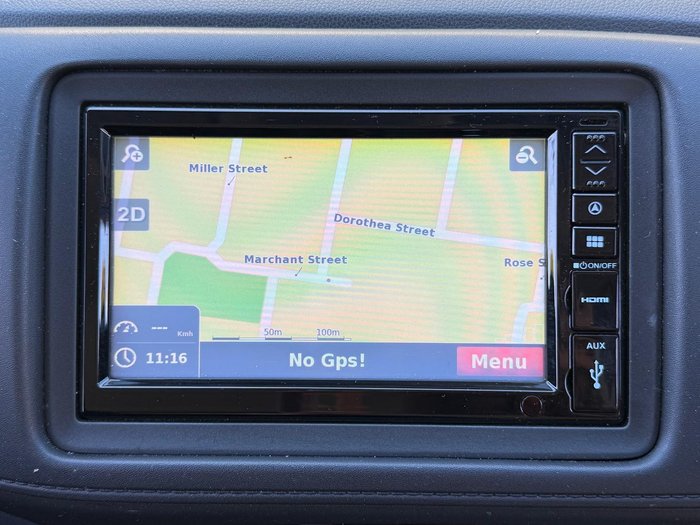 Miller Street
2D
Dorothea Street
Marchant Street
Rose S
50m
100m
---
Kmh
11:16
No Gps!
Menu
ON/OFF
HDMI
AUX